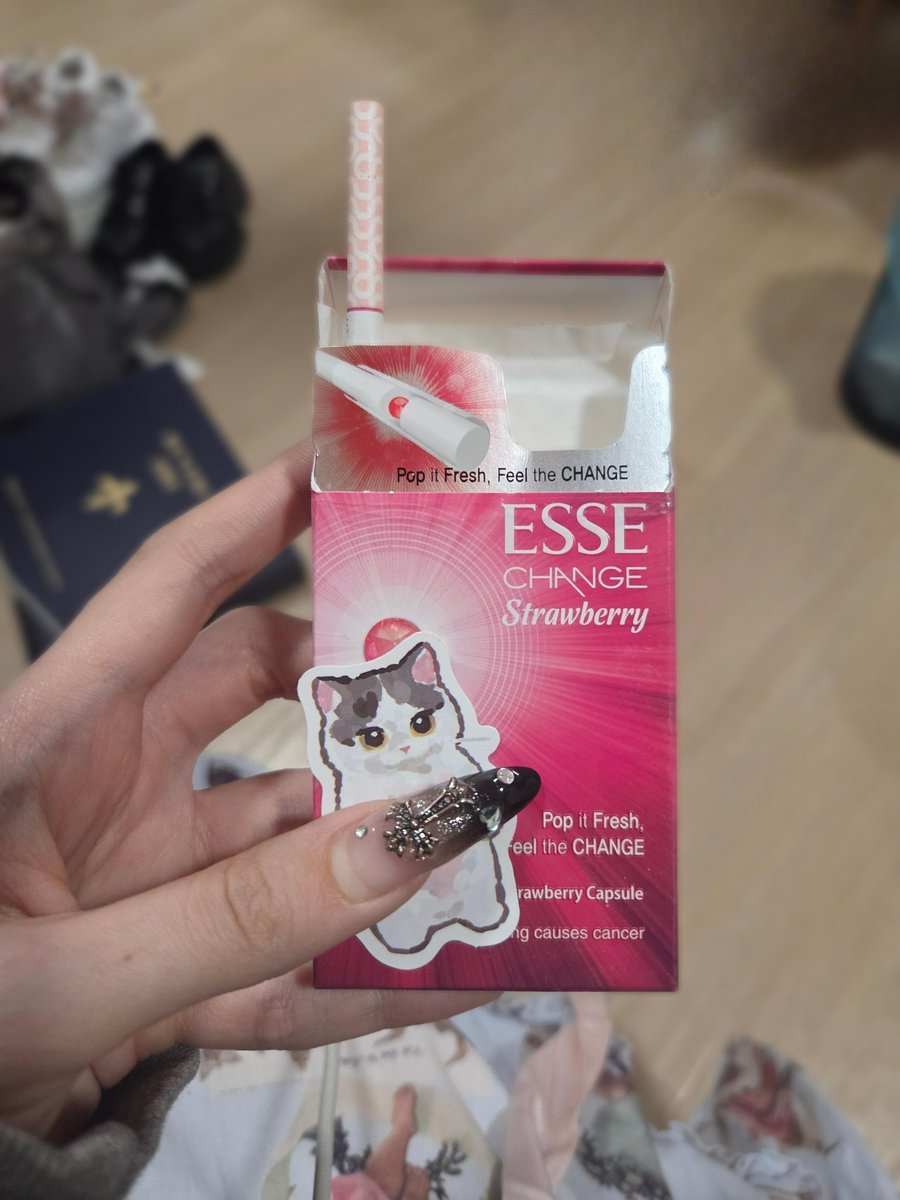 Pop it Fresh, Feel the CHANGE
ESSE
CHANGE
Strawberry
Pop it Fresh,
eel the CHANGE
rawberry Capsule
ng causes cancer